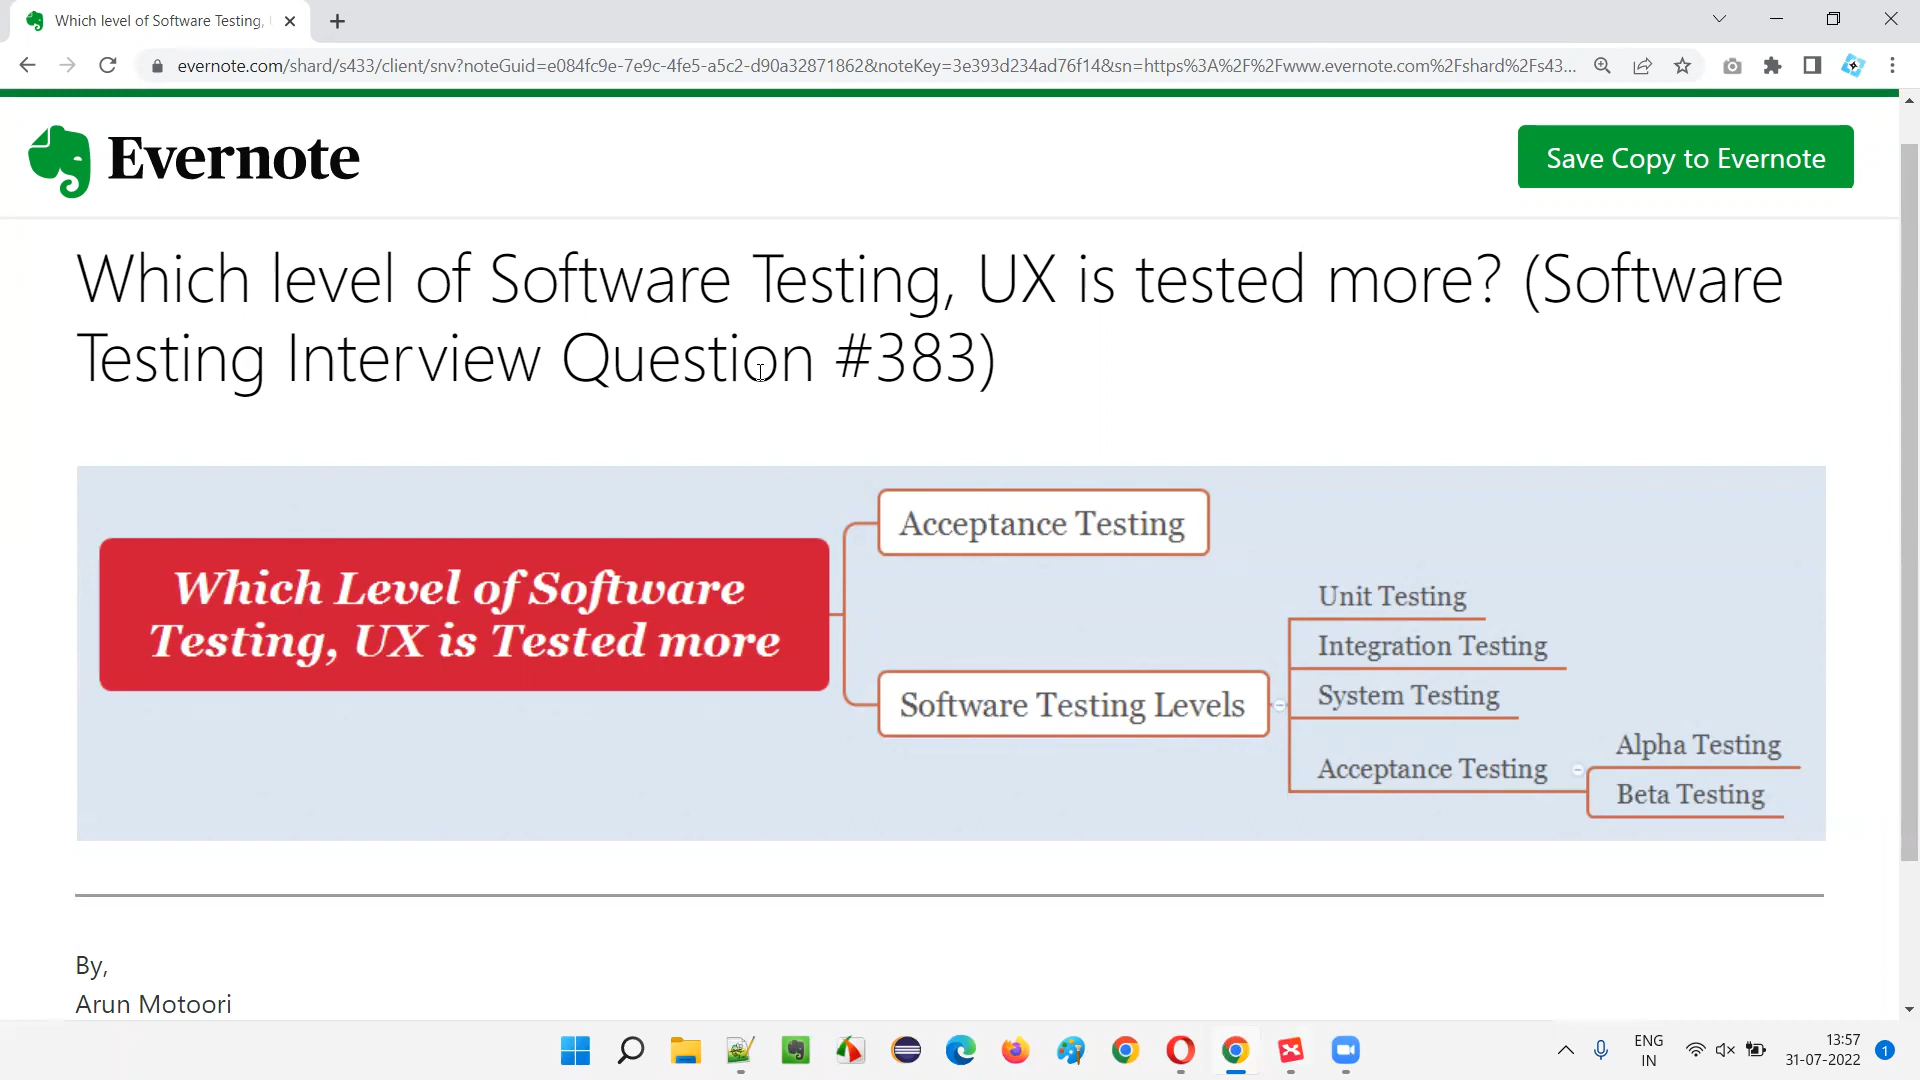 Which level of Software Testing, 
evernote.com/shard/s433/client/snv?noteGuid=e084fc9e-7e9c-4fe5-a5c2-d90a32871862&noteKey=3e393d234ad76f148&sn=https%3A%2F%2Fwww.evernote.com%2Fshard%2Fs43...
Evernote
Save Copy to Evernote
Which level of Software Testing, UX is tested more? (Software
Testing Interview Question #383)
Which Level of Software
Testing, UX is Tested more
Acceptance Testing
Software Testing Levels
Unit Testing
Integration Testing
System Testing
Acceptance Testing
Alpha Testing
Beta Testing
By,
Arun Motoori
ENG
IN
13:57
31-07-2022
1